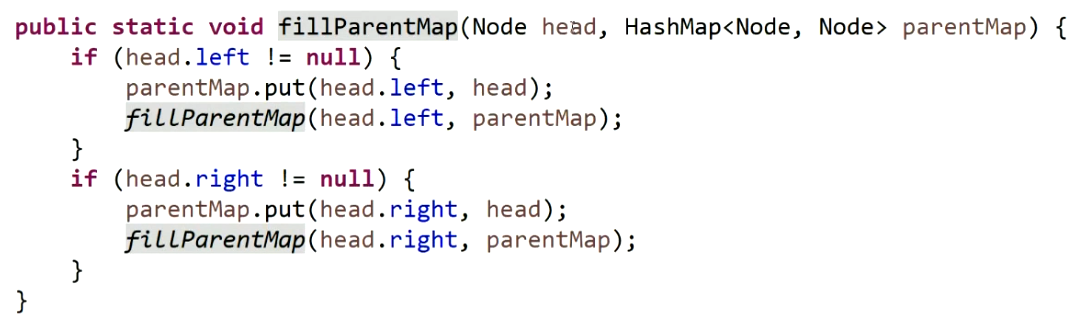 public static void fillParentMap(Node head, HashMap<Node, Node> parentMap) {
    if (head.left != null) {
        parentMap.put(head.left, head);
        fillParentMap(head.left, parentMap);
    }
    if (head.right != null) {
        parentMap.put(head.right, head);
        fillParentMap(head.right, parentMap);
    }
}